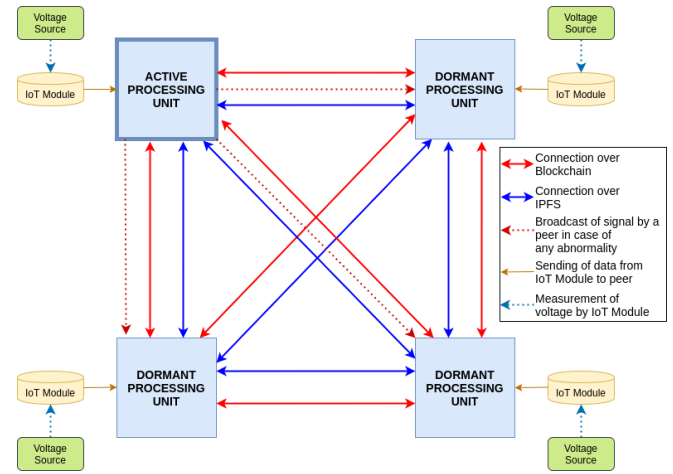 Voltage
Source
Voltage
Source
IoT Module
ACTIVE
PROCESSING
UNIT
DORMANT
PROCESSING
UNIT
IoT Module
Connection over
Blockchain
Connection over
IPFS
Broadcast of signal by a
peer in case of
any abnormality
Sending of data from
IoT Module to peer
Measurement of
voltage by IoT Module
IoT Module
DORMANT
PROCESSING
UNIT
DORMANT
PROCESSING
UNIT
IoT Module
Voltage
Source
Voltage
Source